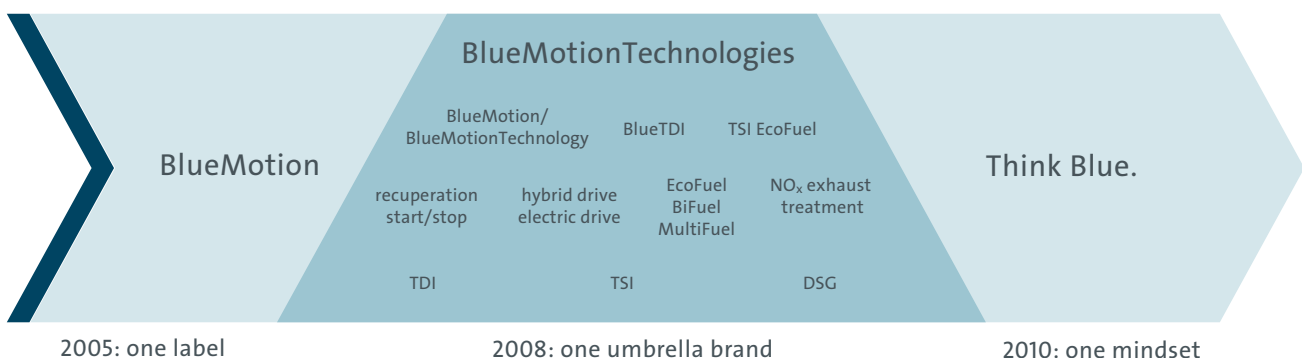 BlueMotionTechnologies
BlueMotion/
BlueMotionTechnology
BlueTDI
TSI EcoFuel
BlueMotion
Think Blue.
recuperation
start/stop
hybrid drive
electric drive
EcoFuel
BiFuel
MultiFuel
NOₓ exhaust
treatment
TDI
TSI
DSG
2005: one label
2008: one umbrella brand
2010: one mindset